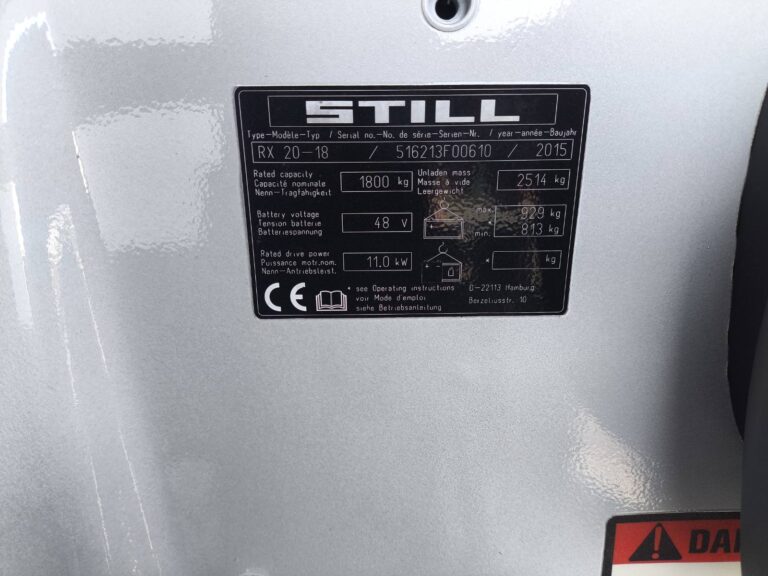 STILL
Type-Modèle-Typ / Serial no.-No. de série-Serien-Nr. / year-année-Baujahr
RX 20-18 / 516213F00610 / 2015
Rated capacity Capacité nominale Nenn-Tragfähigkeit 1800 kg
Unladen mass Masse à vide Leergewicht 2514 kg
Battery voltage Tension batterie Batteriespannung 48 V
max. 929 kg
min. 813 kg
Rated drive power Puissance motr.nom. Nenn-Antriebsleist. 11.0 kW
* kg
CE
* see Operating instructions
voir Mode d'emploi
siehe Betriebsanleitung
D-22113 Hamburg
Berzeliusstr. 10